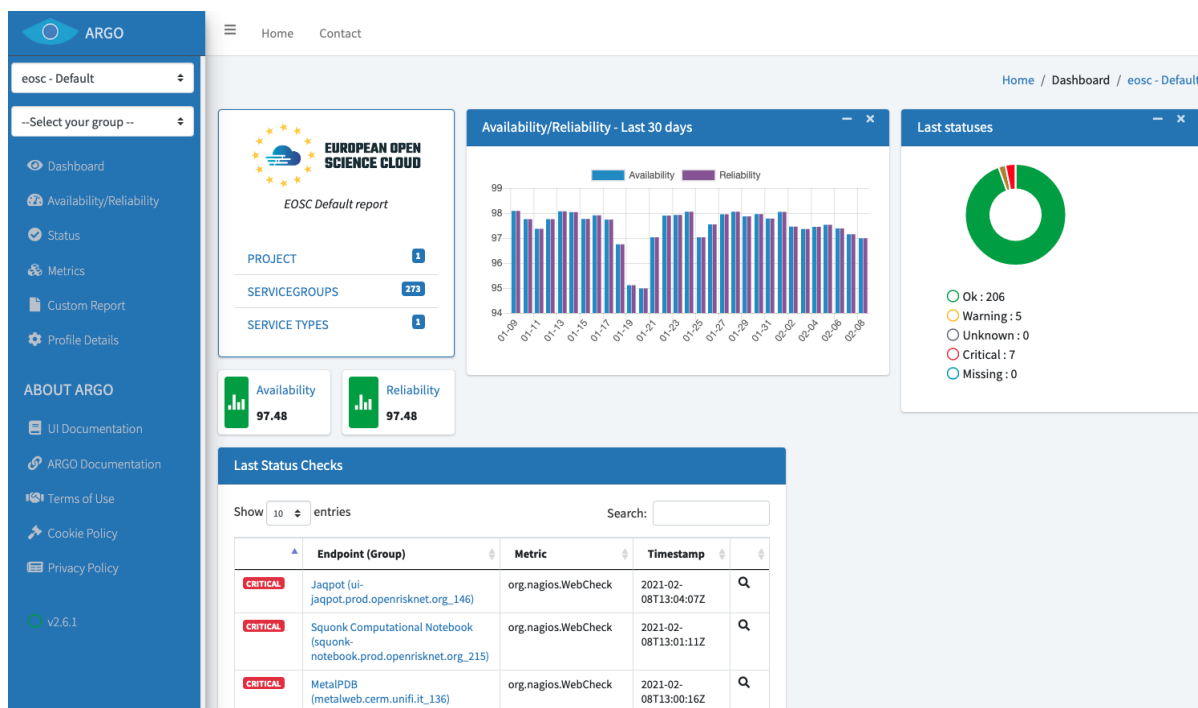 ARGO
Home
Contact
eosc - Default
--Select your group --
Dashboard
Availability/Reliability
Status
Metrics
Custom Report
Profile Details
ABOUT ARGO
UI Documentation
ARGO Documentation
Terms of Use
Cookie Policy
Privacy Policy
v2.6.1
Home / Dashboard / eosc - Default
EUROPEAN OPEN
SCIENCE CLOUD
EOSC Default report
PROJECT 1
SERVICEGROUPS 273
SERVICE TYPES 1
Availability
97.48
Reliability
97.48
Availability/Reliability - Last 30 days
Availability Reliability
99
98
97
96
95
94
01-09 01-11 01-13 01-15 01-17 01-19 01-21 01-23 01-25 01-27 01-29 01-31 02-02 02-04 02-06 02-08
Last statuses
Ok : 206
Warning : 5
Unknown : 0
Critical : 7
Missing : 0
Last Status Checks
Show 10 entries
Search:
Endpoint (Group) Metric Timestamp
CRITICAL Jaqpot (ui- org.nagios.WebCheck 2021-02-
jaqpot.prod.openrisknet.org_146) 08T13:04:07Z
CRITICAL Squonk Computational Notebook org.nagios.WebCheck 2021-02-
(squonk- 08T13:01:11Z
notebook.prod.openrisknet.org_215)
CRITICAL MetalPDB org.nagios.WebCheck 2021-02-
(metalweb.cerm.unifi.it_136) 08T13:00:16Z